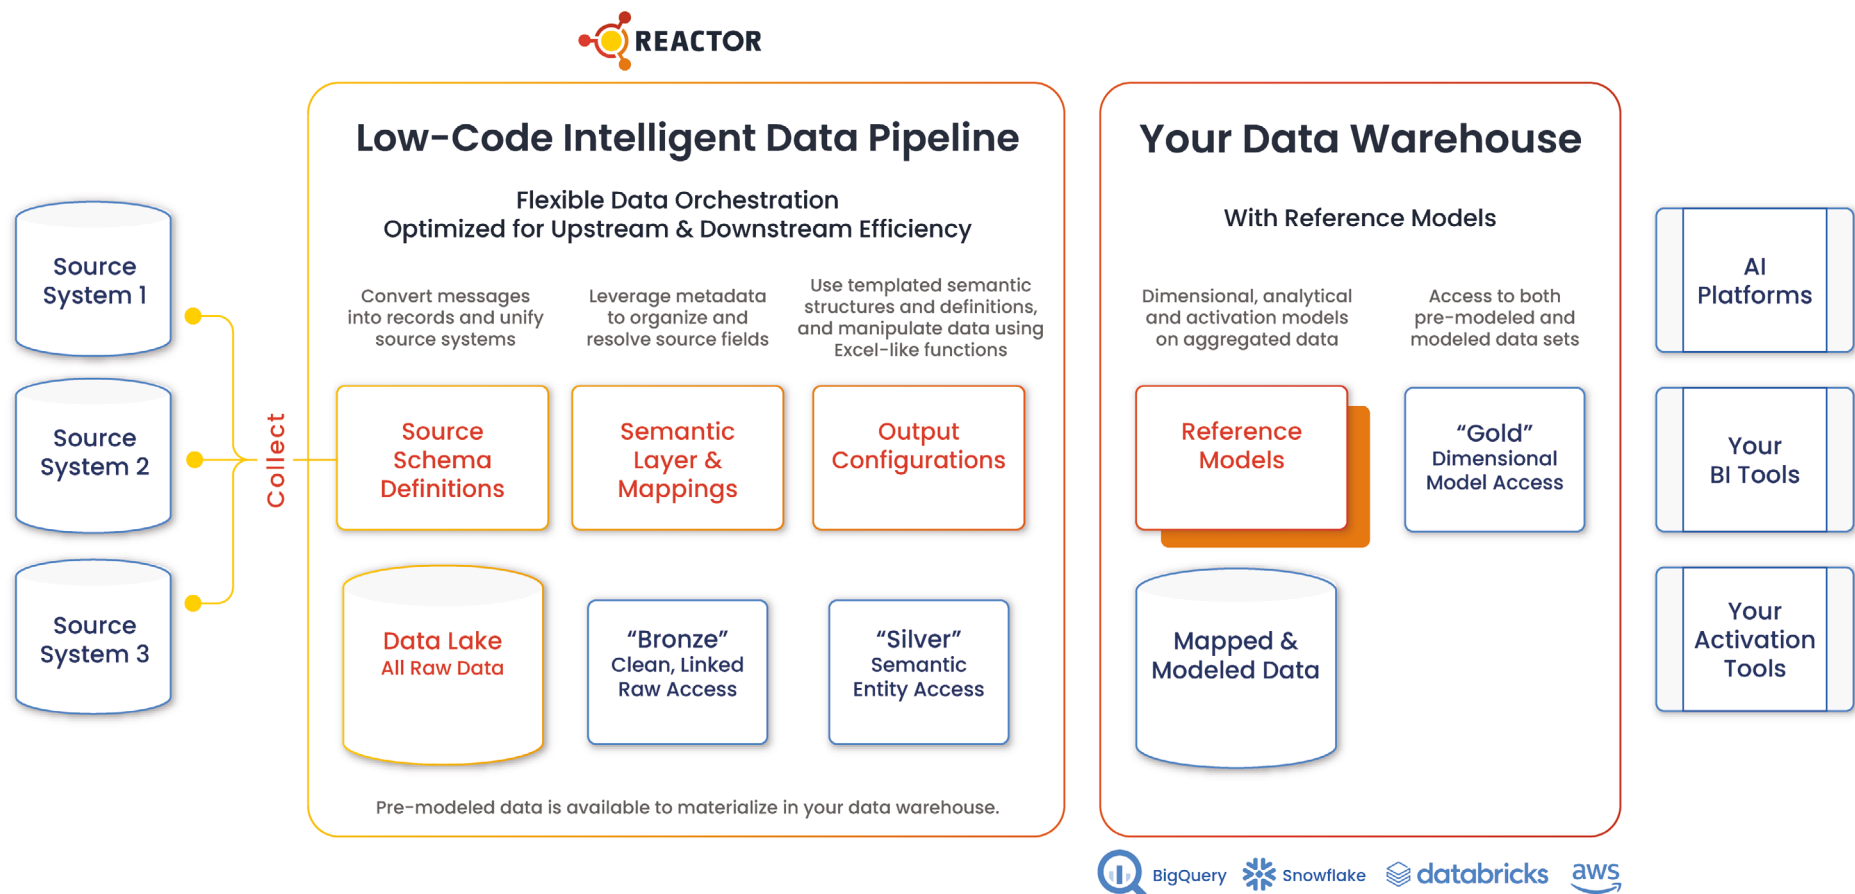 REACTOR
Low-Code Intelligent Data Pipeline
Flexible Data Orchestration
Optimized for Upstream & Downstream Efficiency
Convert messages
into records and unify
source systems
Leverage metadata
to organize and
resolve source fields
Use templated semantic
structures and definitions,
and manipulate data using
Excel-like functions
Source
System 1
Source
System 2
Source
System 3
Collect
Source
Schema
Definitions
Semantic
Layer &
Mappings
Output
Configurations
Data Lake
All Raw Data
“Bronze”
Clean, Linked
Raw Access
“Silver”
Semantic
Entity Access
Pre-modeled data is available to materialize in your data warehouse.
Your Data Warehouse
With Reference Models
Dimensional, analytical
and activation models
on aggregated data
Access to both
pre-modeled and
modeled data sets
Reference
Models
“Gold”
Dimensional
Model Access
Mapped &
Modeled Data
AI
Platforms
Your
BI Tools
Your
Activation
Tools
BigQuery
Snowflake
databricks
aws